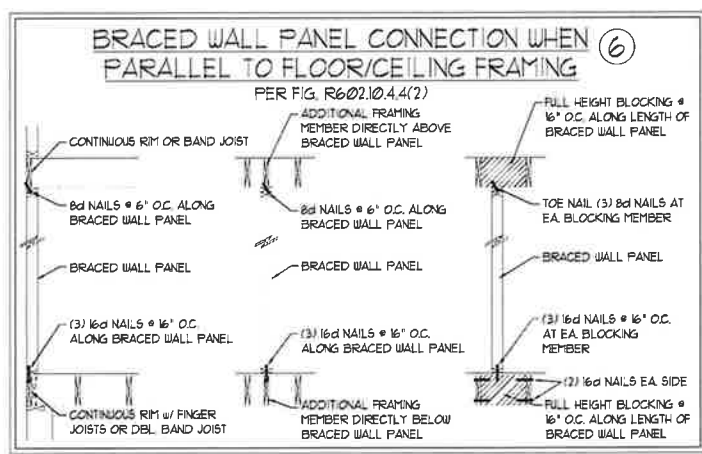 BRACED WALL PANEL CONNECTION WHEN
PARALLEL TO FLOOR/CEILING FRAMING
6
PER FIG. R602.10.4.4(2)
CONTINUOUS RIM OR BAND JOIST
8d NAILS @ 6" O.C. ALONG
BRACED WALL PANEL
BRACED WALL PANEL
(3) 16d NAILS @ 16" O.C.
ALONG BRACED WALL PANEL
CONTINUOUS RIM w/ FINGER
JOISTS OR DBL. BAND JOIST
ADDITIONAL FRAMING
MEMBER DIRECTLY ABOVE
BRACED WALL PANEL
8d NAILS @ 6" O.C. ALONG
BRACED WALL PANEL
BRACED WALL PANEL
(3) 16d NAILS @ 16" O.C.
ALONG BRACED WALL PANEL
ADDITIONAL FRAMING
MEMBER DIRECTLY BELOW
BRACED WALL PANEL
FULL HEIGHT BLOCKING @
16" O.C. ALONG LENGTH OF
BRACED WALL PANEL
TOE NAIL (3) 8d NAILS AT
EA. BLOCKING MEMBER
BRACED WALL PANEL
(3) 16d NAILS @ 16" O.C.
AT EA. BLOCKING
MEMBER
(2) 16d NAILS EA. SIDE
FULL HEIGHT BLOCKING @
16" O.C. ALONG LENGTH OF
BRACED WALL PANEL